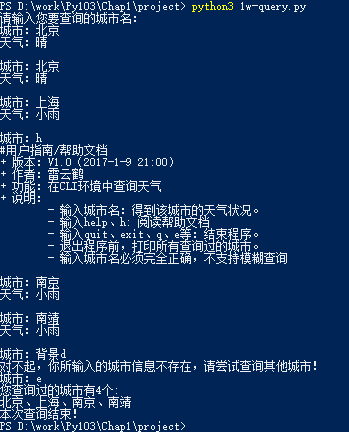 PS D:\work\Py103\Chap1\project> python3 1w-query.py
请输入您要查询的城市名：
城市：北京
天气：晴
城市：北京
天气：晴
城市：上海
天气：小雨
城市：h
#用户指南/帮助文档
+ 版本：V1.0 (2017-1-9 21:00)
+ 作者：雷云鹤
+ 功能：在CLI环境中查询天气
+ 说明：
- 输入城市名：得到该城市的天气状况。
- 输入help、h：阅读帮助文档
- 输入quit、exit、q、e等：结束程序。
- 退出程序前，打印所有查询过的城市。
- 输入城市名必须完全正确，不支持模糊查询
城市：南京
天气：小雨
城市：南靖
天气：小雨
城市：背景d
对不起，你所输入的城市信息不存在，请尝试查询其他城市！
城市：e
您查询过的城市有4个：
北京、上海、南京、南靖
本次查询结束！
PS D:\work\Py103\Chap1\project>